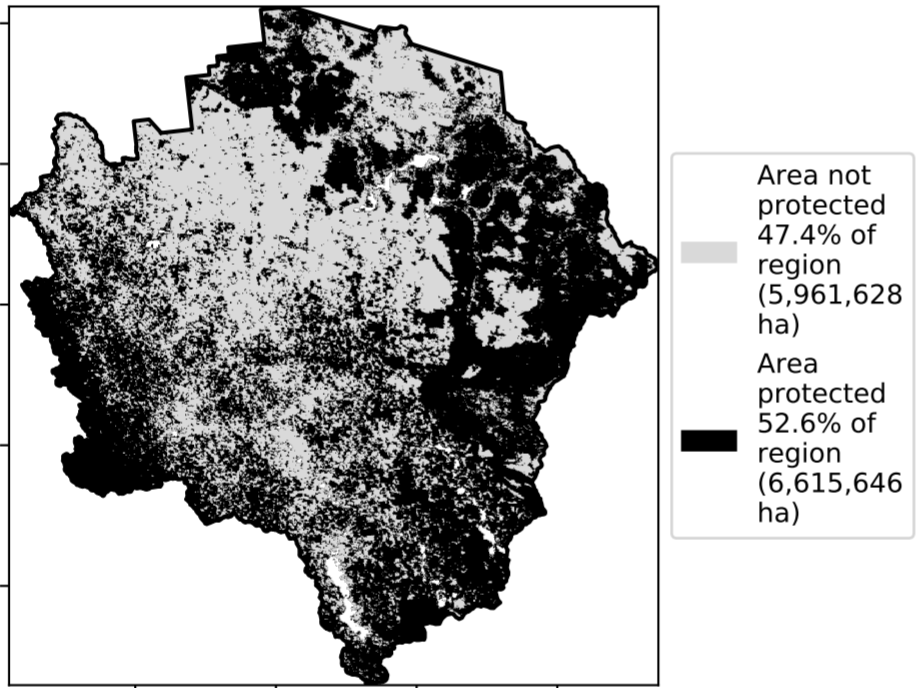 Area not
protected
47.4% of
region
(5,961,628
ha)
Area
protected
52.6% of
region
(6,615,646
ha)